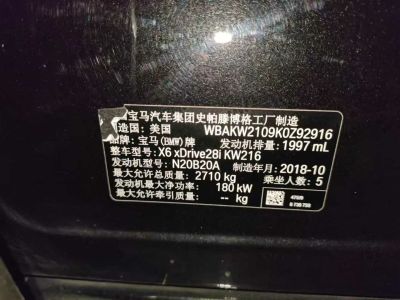 宝马汽车集团史帕滕博格工厂制造
造国: 美国 WBAKW2109K0Z92916
品牌: 宝马(BMW)牌 发动机排量: 1997 mL
整车型号: X6 xDrive28i KW216
发动机型号: N20B20A 制造年月: 2018-10
最大允许总质量: 2710 kg 乘坐人数: 5
发动机最大净功率: 180 kW
最大允许牵引质量: -- kg